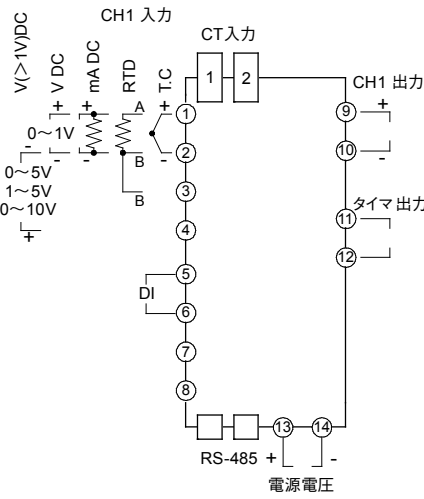 CH1 入力
V(>1V)DC
V DC
mA DC
RTD
T.C
CT入力
1 2
CH1 出力
+ + A +
① ⑨ +
0～1V
- - - B -
② ⑩ -
0～5V
1～5V
0～10V
+
B
③
④
タイマ 出力
⑪
⑫
⑤
DI
⑥
⑦
⑧
⑬ ⑭
RS-485 + -
電源電圧